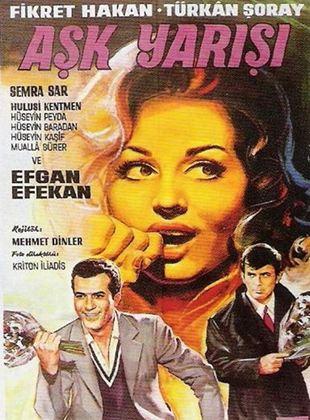 FİKRET HAKAN · TÜRKÂN ŞORAY
AŞK YARIŞI
SEMRA SAR
HULUSİ KENTMEN
HÜSEYİN PEYDA
HÜSEYİN BARADAN
HÜSEYİN KAŞİF
MUALLÂ SÜRER
VE
EFGAN
EFEKAN
Rejisör:
MEHMET DİNLER
Foto direktörü:
KRİTON İLİADİS